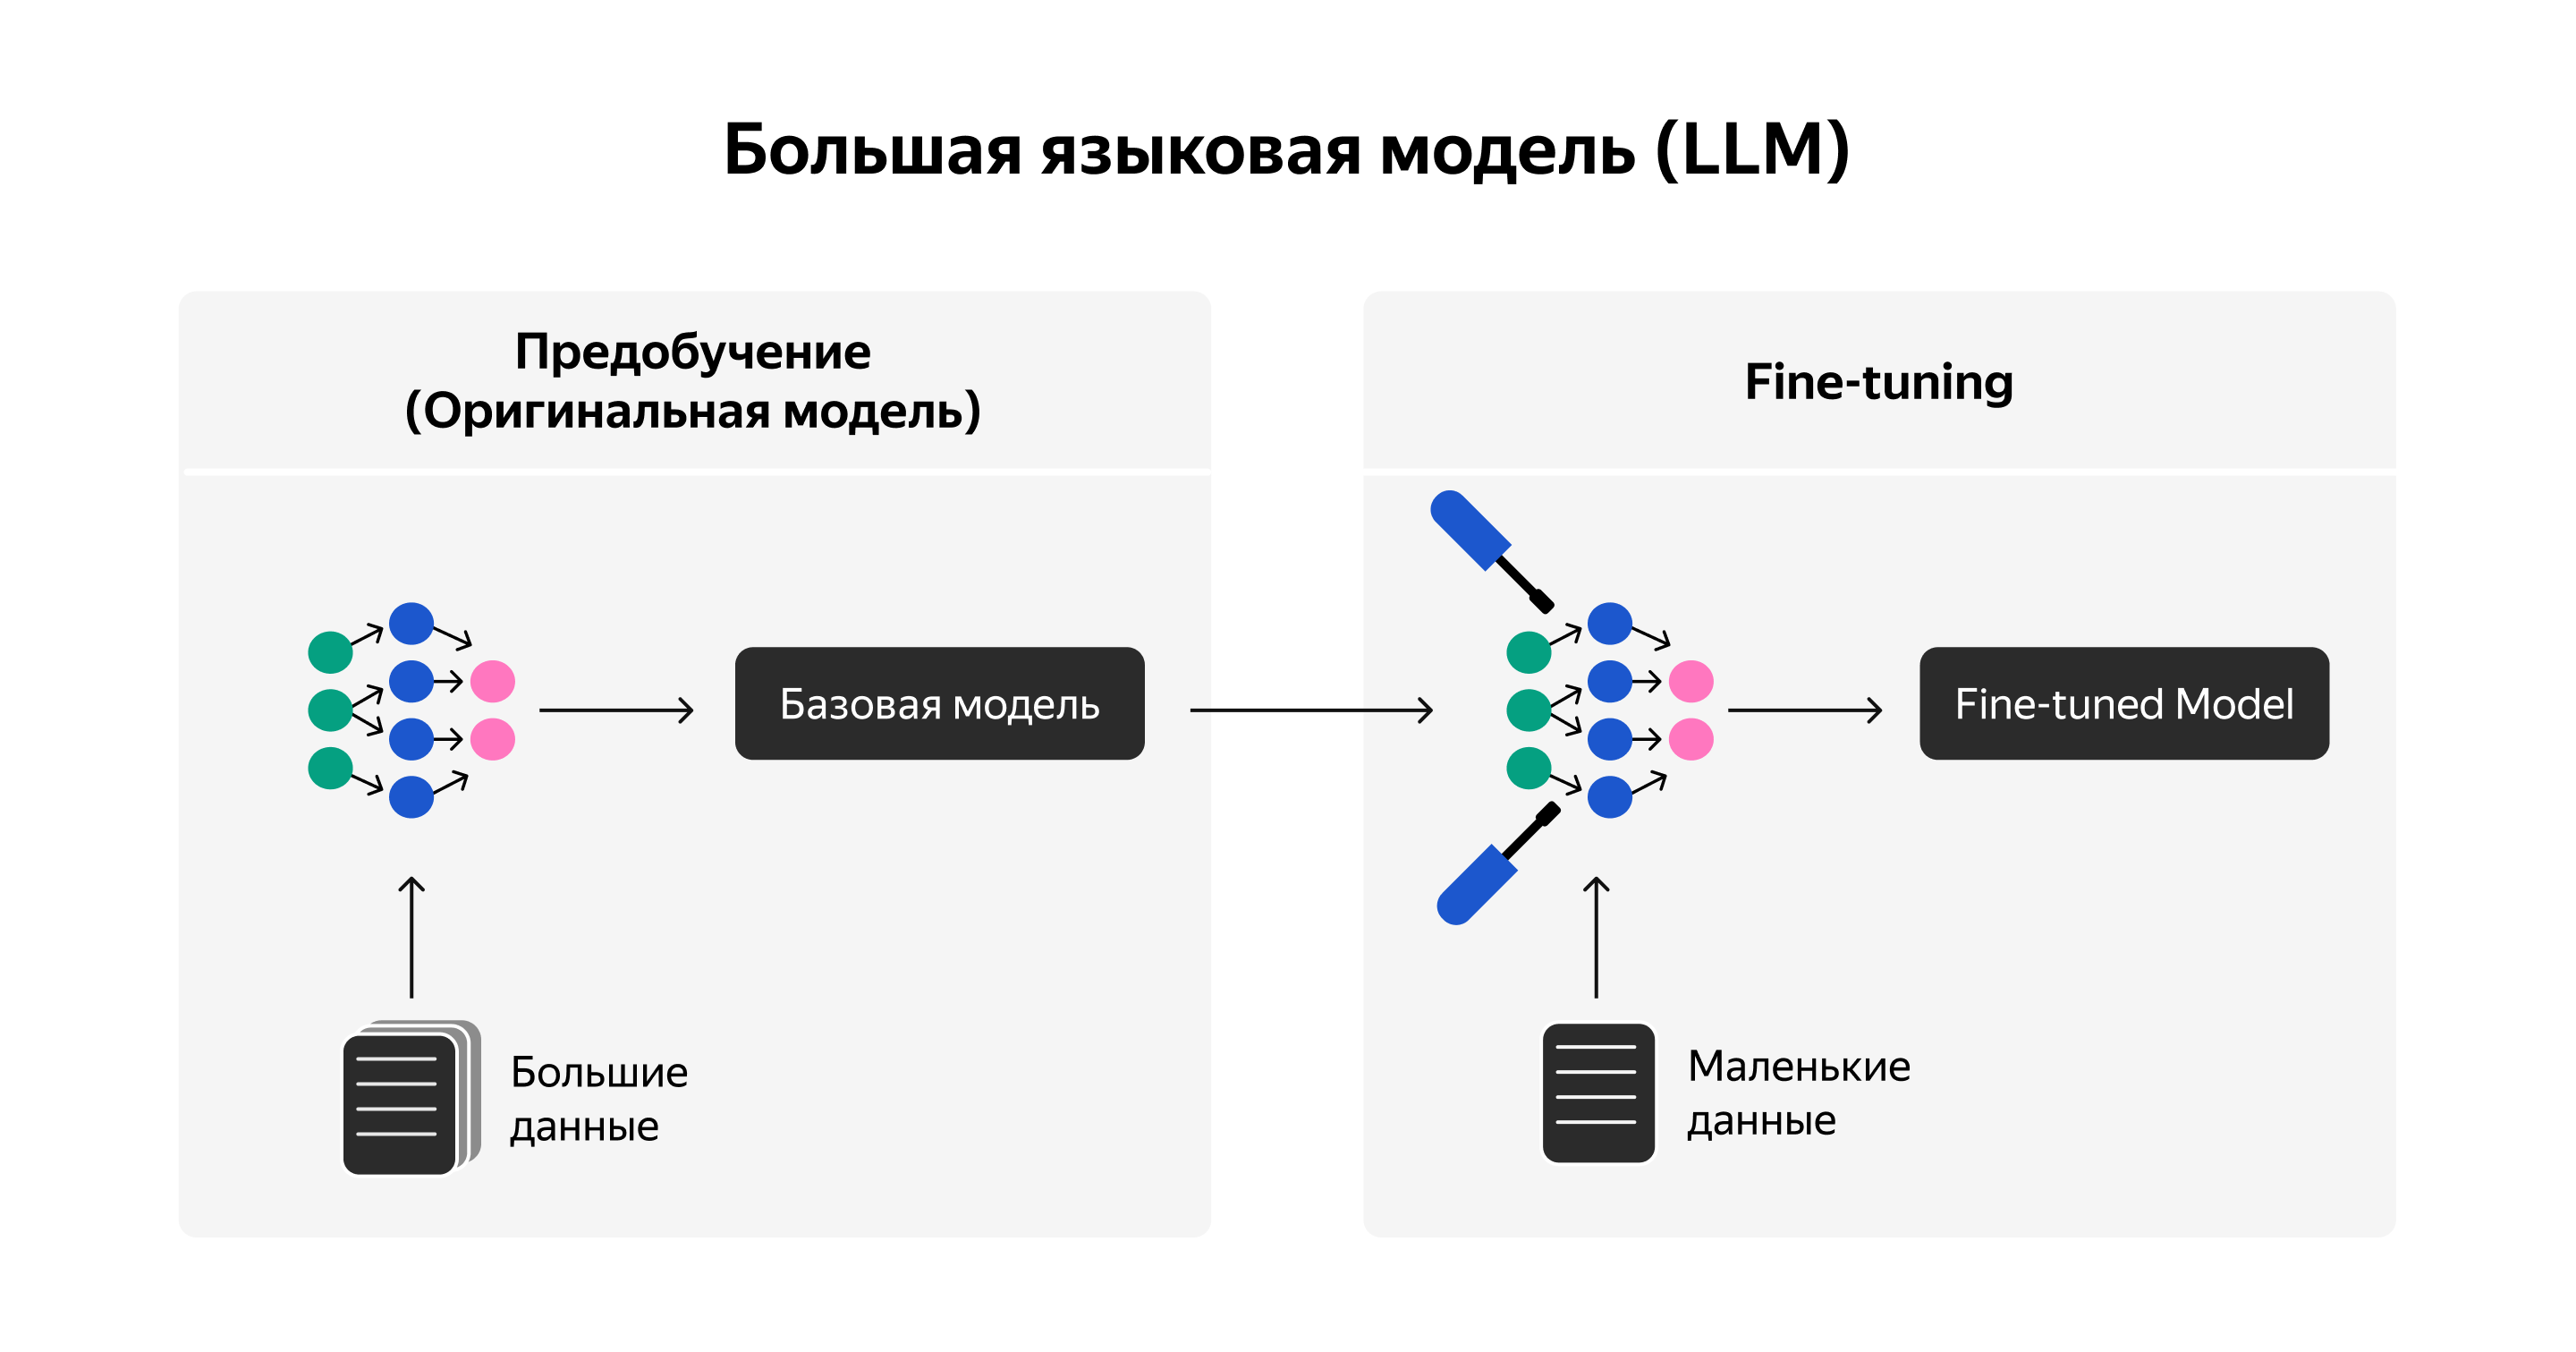 Большая языковая модель (LLM)
Предобучение
(Оригинальная модель)
Базовая модель
Большие
данные
Fine-tuning
Fine-tuned Model
Маленькие
данные